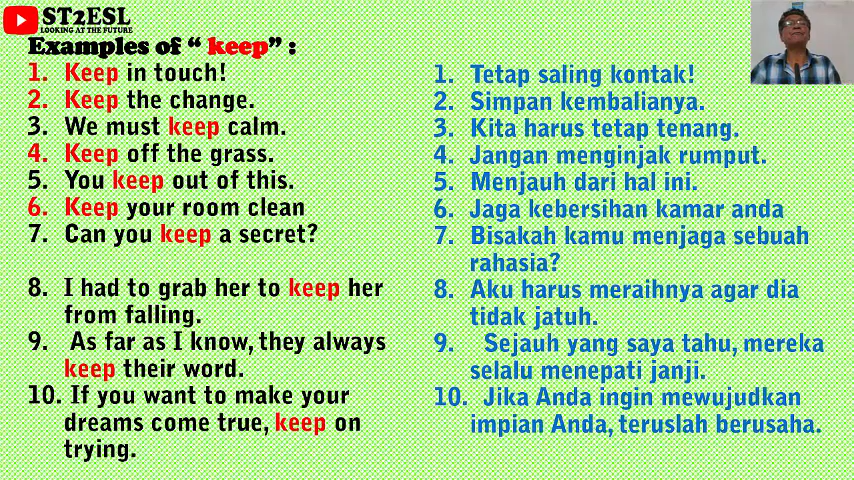 ST2ESL
LOOKING AT THE FUTURE
Examples of “ keep” :
1. Keep in touch!
2. Keep the change.
3. We must keep calm.
4. Keep off the grass.
5. You keep out of this.
6. Keep your room clean
7. Can you keep a secret?
8. I had to grab her to keep her
from falling.
9. As far as I know, they always
keep their word.
10. If you want to make your
dreams come true, keep on
trying.
1. Tetap saling kontak!
2. Simpan kembalianya.
3. Kita harus tetap tenang.
4. Jangan menginjak rumput.
5. Menjauh dari hal ini.
6. Jaga kebersihan kamar anda
7. Bisakah kamu menjaga sebuah
rahasia?
8. Aku harus meraihnya agar dia
tidak jatuh.
9. Sejauh yang saya tahu, mereka
selalu menepati janji.
10. Jika Anda ingin mewujudkan
impian Anda, teruslah berusaha.